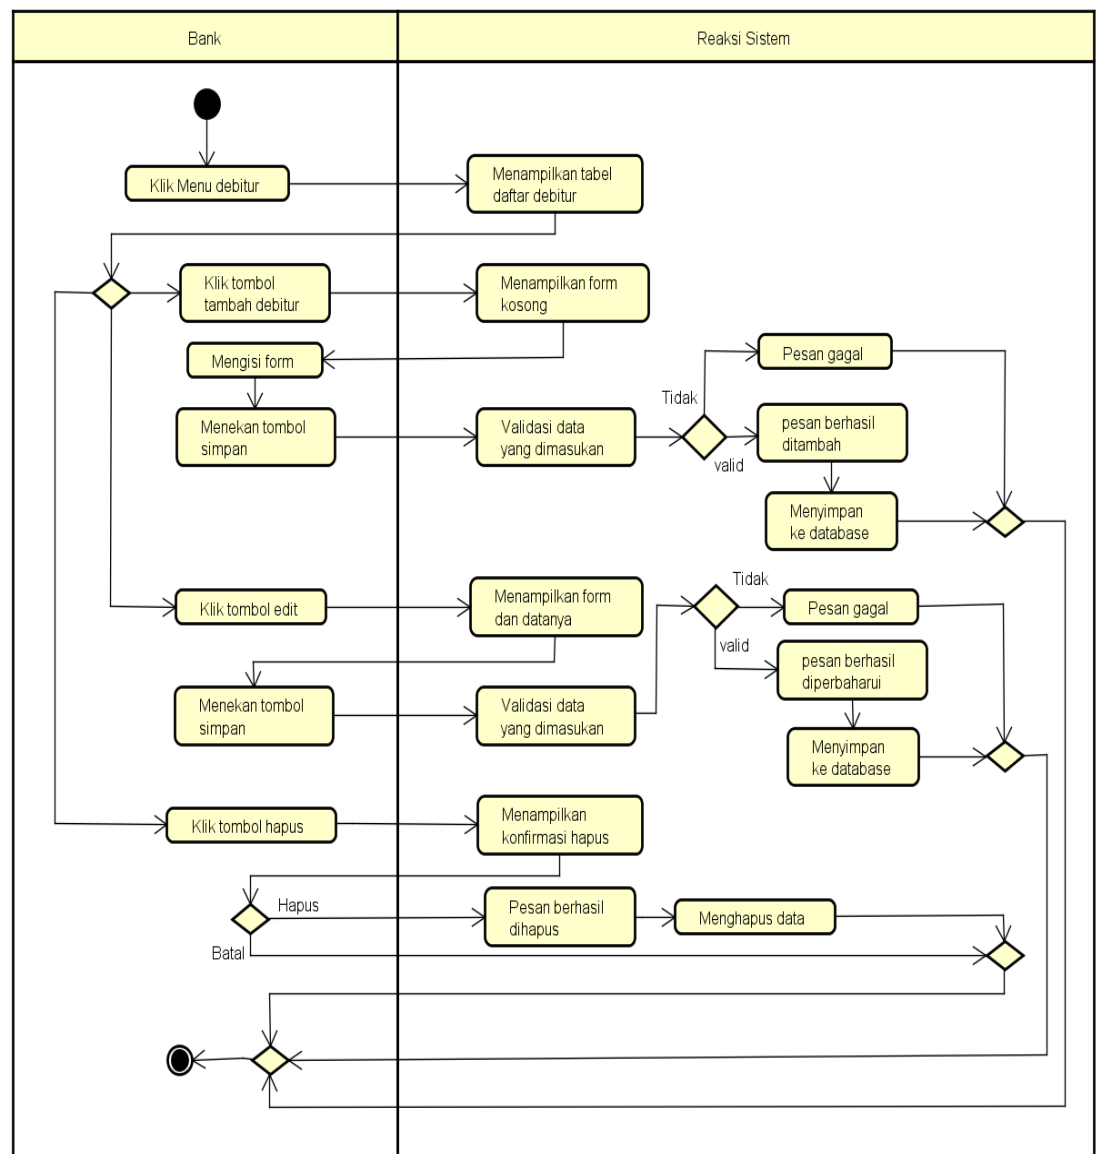 Bank
Reaksi Sistem
Klik Menu debitur
Menampilkan tabel
daftar debitur
Klik tombol
tambah debitur
Menampilkan form
kosong
Mengisi form
Pesan gagal
Tidak
Menekan tombol
simpan
Validasi data
yang dimasukan
valid
pesan berhasil
ditambah
Menyimpan
ke database
Klik tombol edit
Menampilkan form
dan datanya
Tidak
Pesan gagal
valid
pesan berhasil
diperbaharui
Menekan tombol
simpan
Validasi data
yang dimasukan
Menyimpan
ke database
Klik tombol hapus
Menampilkan
konfirmasi hapus
Hapus
Batal
Pesan berhasil
dihapus
Menghapus data